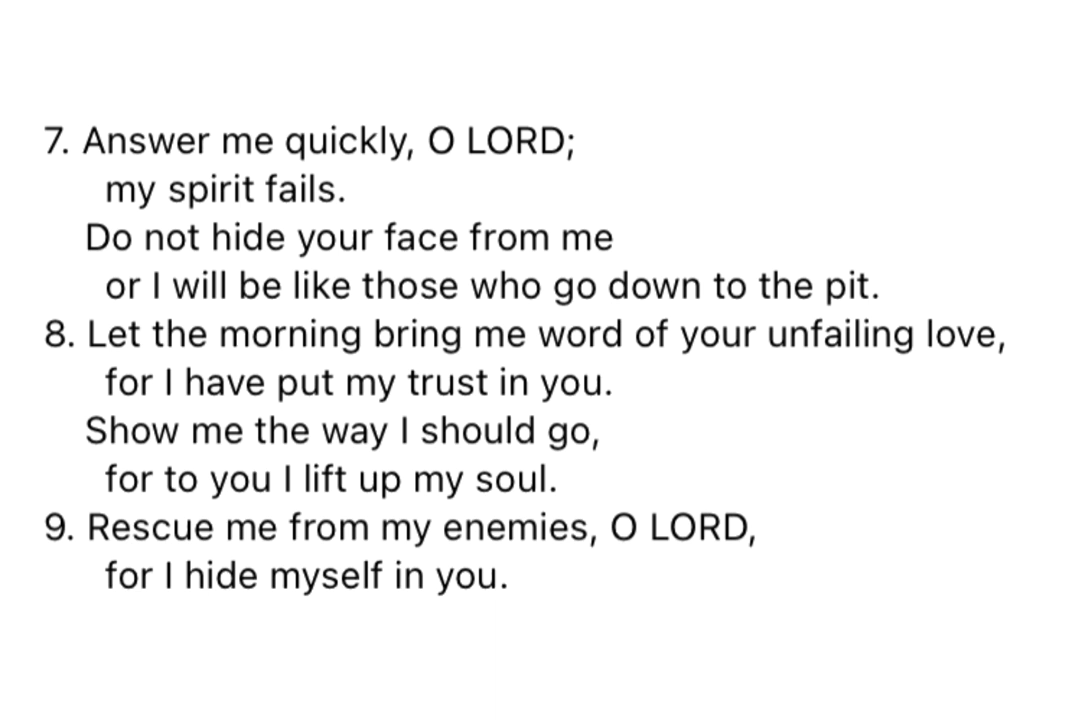 7. Answer me quickly, O LORD;
my spirit fails.
Do not hide your face from me
or I will be like those who go down to the pit.
8. Let the morning bring me word of your unfailing love,
for I have put my trust in you.
Show me the way I should go,
for to you I lift up my soul.
9. Rescue me from my enemies, O LORD,
for I hide myself in you.